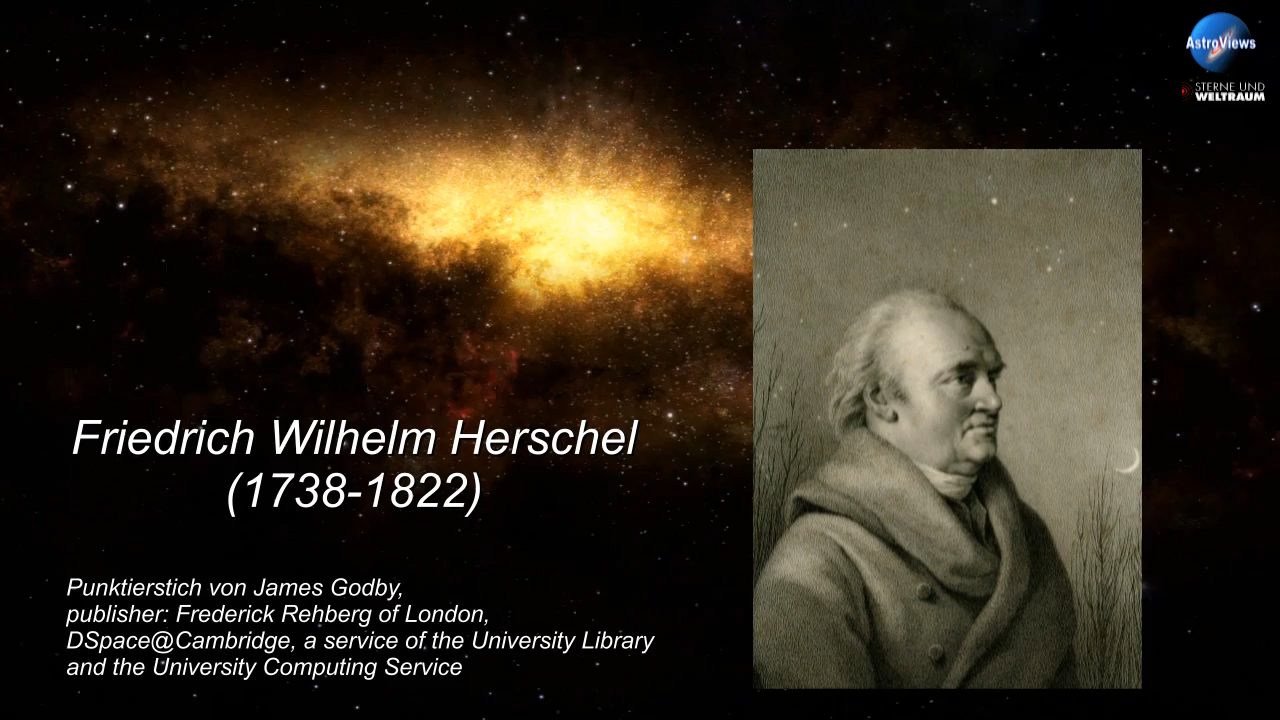 AstroViews
STERNE UND
WELTRAUM
Friedrich Wilhelm Herschel
(1738-1822)
Punktierstich von James Godby,
publisher: Frederick Rehberg of London,
DSpace@Cambridge, a service of the University Library
and the University Computing Service